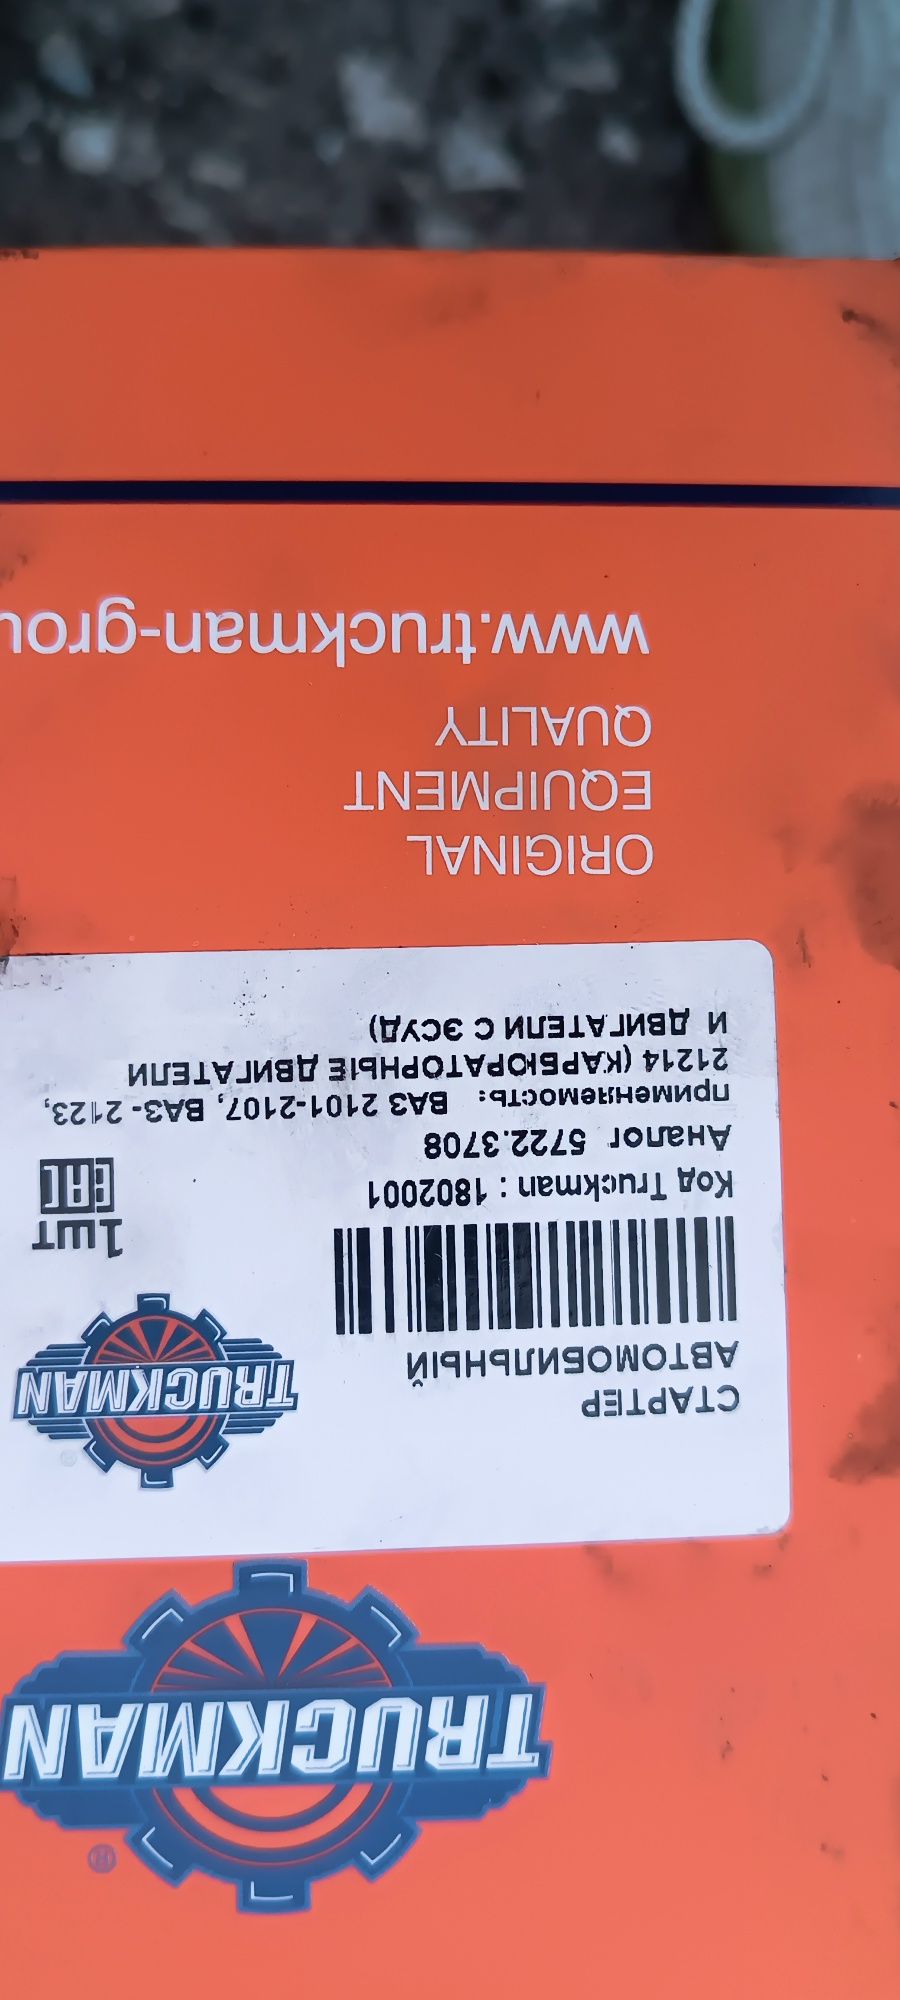 TRUCKMAN
СТАРТЕР
АВТОМОБИЛЬНЫЙ
TRUCKMAN
1шт
EAC
Код Truckman : 1802001
Аналог 5722.3708
применяемость: ВАЗ 2101-2107, ВАЗ- 2123,
21214 (КАРБЮРАТОРНЫЕ ДВИГАТЕЛИ
И ДВИГАТЕЛИ С ЭСУД)
ORIGINAL
EQUIPMENT
QUALITY
www.truckman-grou